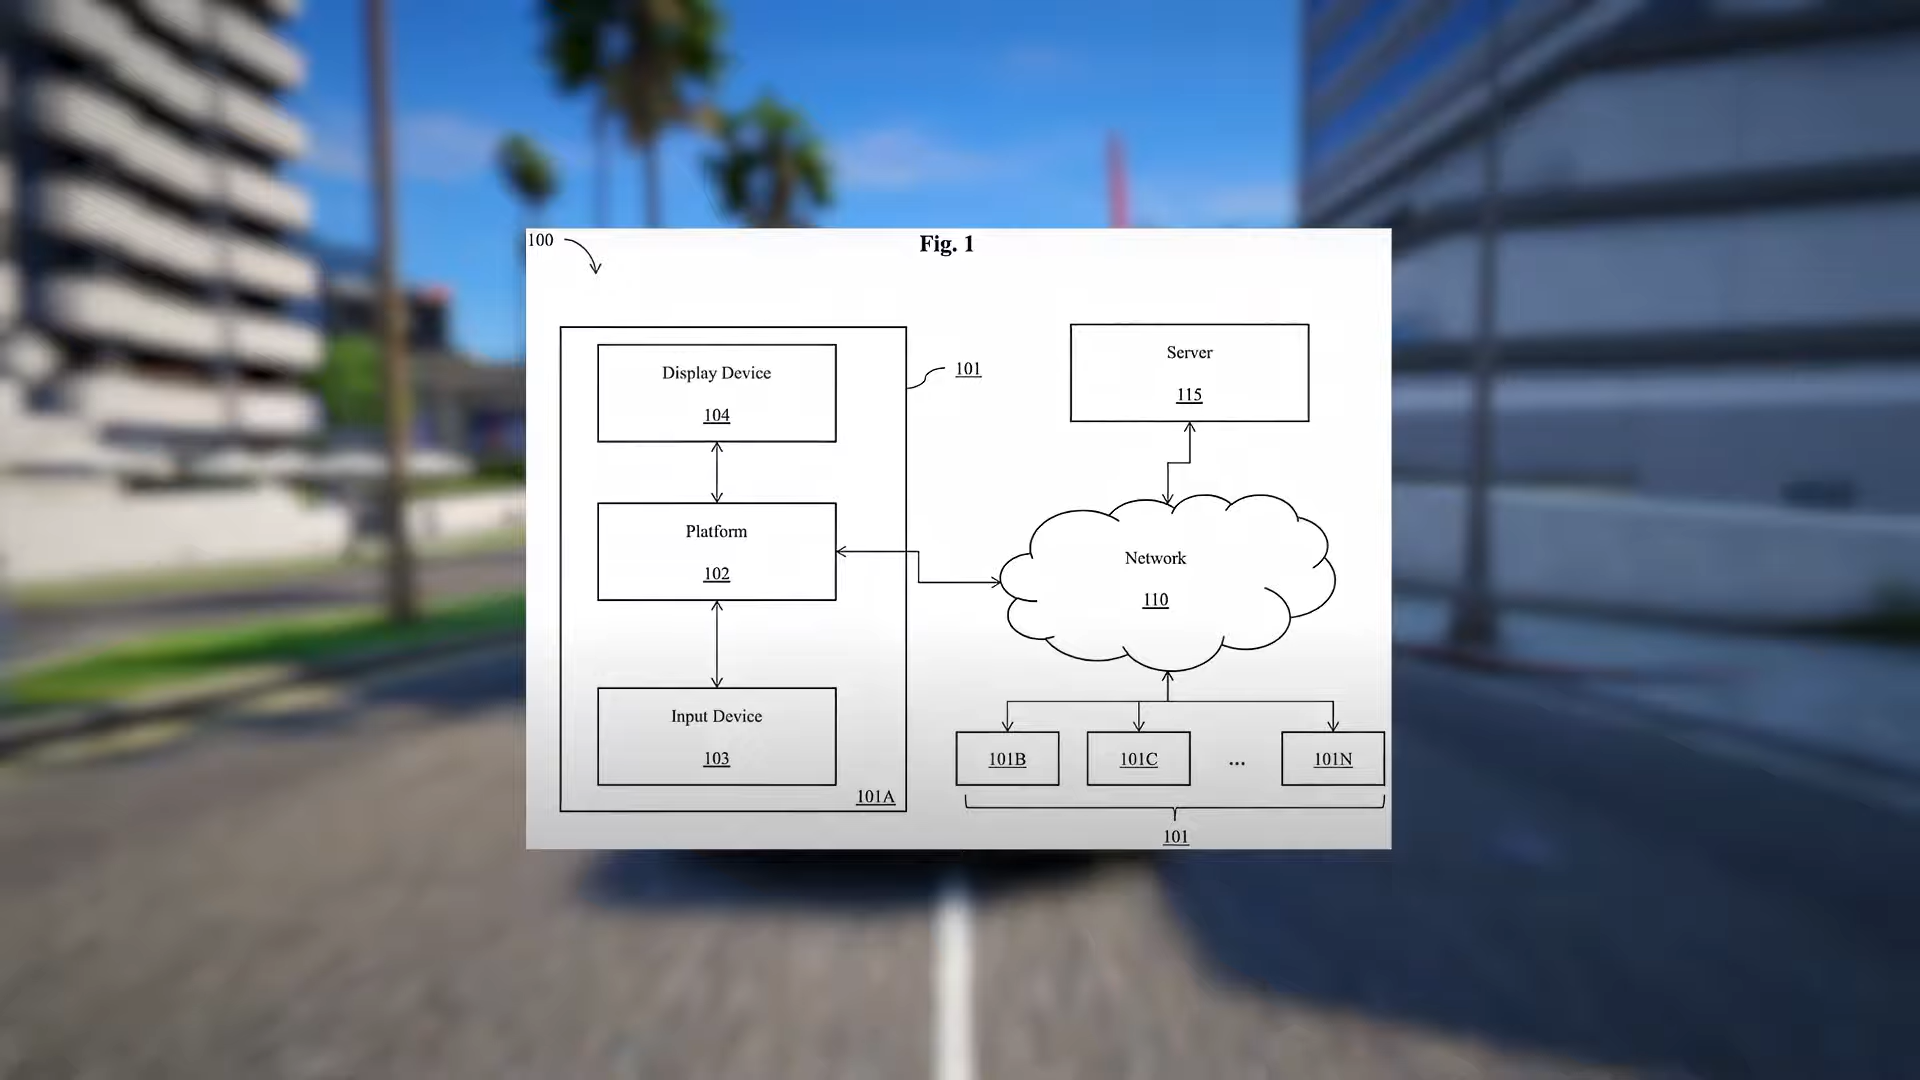 100
Fig. 1
Display Device
104
101
Server
115
Platform
102
Network
110
Input Device
103
101A
101B
101C
...
101N
101